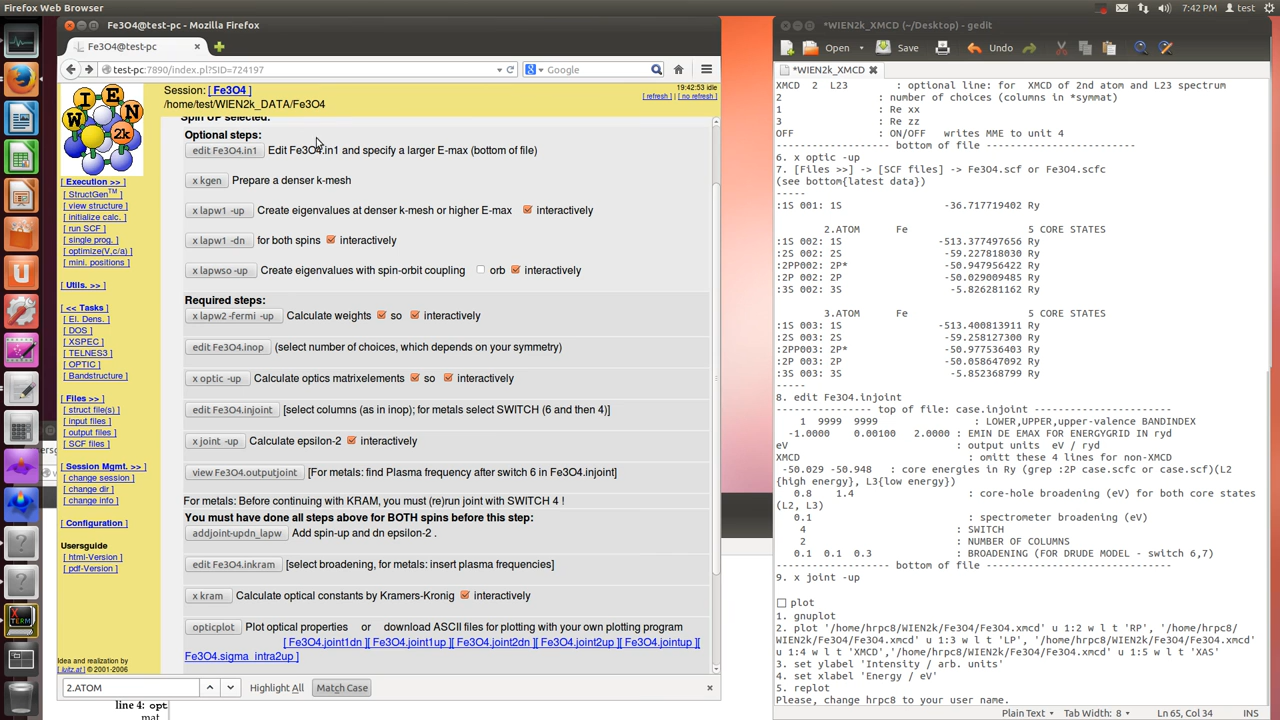 Firefox Web Browser
7:42 PM test
Fe3O4@test-pc - Mozilla Firefox
Fe3O4@test-pc
test-pc:7890/index.pl?SID=724197
Google
WIEN
2k
Idea and realization by
[ luitz.at ] © 2001-2006
Session: [ Fe3O4 ]
/home/test/WIEN2k_DATA/Fe3O4
19:42:53 idle
[ refresh ] [ no refresh ]
Execution >> ]
[ StructGen™ ]
[ view structure ]
[ initialize calc. ]
[ run SCF ]
[ single prog. ]
[ optimize(V,c/a) ]
[ mini. positions ]
[ Utils. >> ]
[ << Tasks ]
[ El. Dens. ]
[ DOS ]
[ XSPEC ]
[ TELNES3 ]
[ OPTIC ]
[ Bandstructure ]
[ Files >> ]
[ struct file(s) ]
[ input files ]
[ output files ]
[ SCF files ]
[ Session Mgmt. >> ]
[ change session ]
[ change dir ]
[ change info ]
[ Configuration ]
Usersguide
[ html-Version ]
[ pdf-Version ]
Spin UP selected.
Optional steps:
edit Fe3O4.in1 Edit Fe3O4.in1 and specify a larger E-max (bottom of file)
x kgen Prepare a denser k-mesh
x lapw1 -up Create eigenvalues at denser k-mesh or higher E-max interactively
x lapw1 -dn for both spins interactively
x lapwso -up Create eigenvalues with spin-orbit coupling orb interactively
Required steps:
x lapw2 -fermi -up Calculate weights so interactively
edit Fe3O4.inop (select number of choices, which depends on your symmetry)
x optic -up Calculate optics matrixelements so interactively
edit Fe3O4.injoint [select columns (as in inop); for metals select SWITCH (6 and then 4)]
x joint -up Calculate epsilon-2 interactively
view Fe3O4.outputjoint [For metals: find Plasma frequency after switch 6 in Fe3O4.injoint]
For metals: Before continuing with KRAM, you must (re)run joint with SWITCH 4 !
You must have done all steps above for BOTH spins before this step:
addjoint-updn_lapw Add spin-up and dn epsilon-2 .
edit Fe3O4.inkram [select broadening, for metals: insert plasma frequencies]
x kram Calculate optical constants by Kramers-Kronig interactively
opticplot Plot optical properties or download ASCII files for plotting with your own plotting program
[ Fe3O4.joint1dn ][ Fe3O4.joint1up ][ Fe3O4.joint2dn ][ Fe3O4.joint2up ][ Fe3O4.jointup ][
Fe3O4.sigma_intra2up ]
2.ATOM Highlight All Match Case
line 4: opt
mat
*WIEN2k_XMCD (~/Desktop) - gedit
Open Save Undo
*WIEN2k_XMCD
XMCD 2 L23 : optional line: for XMCD of 2nd atom and L23 spectrum
2 : number of choices (columns in *symmat)
1 : Re xx
3 : Re zz
OFF : ON/OFF writes MME to unit 4
----------------------- bottom of file -------------------------------
6. x optic -up
7. [Files >>] -> [SCF files] -> Fe3O4.scf or Fe3O4.scfc
(see bottom{latest data})
-----
:1S 001: 1S -36.717719402 Ry
2.ATOM Fe 5 CORE STATES
:1S 002: 1S -513.377497656 Ry
:2S 002: 2S -59.227818030 Ry
:2PP002: 2P* -50.947956422 Ry
:2P 002: 2P -50.029051485 Ry
:3S 002: 3S -5.826281162 Ry
3.ATOM Fe 5 CORE STATES
:1S 003: 1S -513.400813911 Ry
:2S 003: 2S -59.258127300 Ry
:2PP003: 2P* -50.977536403 Ry
:2P 003: 2P -50.058647092 Ry
:3S 003: 3S -5.852368799 Ry
-----
8. edit Fe3O4.injoint
---------------- top of file: case.injoint -------------------
1 9999 9999 : LOWER,UPPER,upper-valence BANDINDEX
-1.0000 0.00100 2.0000 : EMIN DE EMAX FOR ENERGYGRID IN ryd
eV : output units eV / ryd
XMCD : omitt these 4 lines for non-XMCD
-50.029 -50.948 : core energies in Ry (grep :2P case.scfc or case.scf)(L2
{high energy}, L3{low energy})
0.8 1.4 : core-hole broadening (eV) for both core states
(L2, L3)
0.1 : spectrometer broadening (eV)
4 : SWITCH
2 : NUMBER OF COLUMNS
0.1 0.1 0.3 : BROADENING (FOR DRUDE MODEL - switch 6,7)
----------------------- bottom of file -------------------------------
9. x joint -up
□ plot
1. gnuplot
2. plot '/home/hrpc8/WIEN2k/Fe3O4/Fe3O4.xmcd' u 1:2 w l t 'RP', '/home/hrpc8/
WIEN2k/Fe3O4/Fe3O4.xmcd' u 1:3 w l t 'LP', '/home/hrpc8/WIEN2k/Fe3O4/Fe3O4.xmcd'
u 1:4 w l t 'XMCD','/home/hrpc8/WIEN2k/Fe3O4/Fe3O4.xmcd' u 1:5 w l t 'XAS'
3. set ylabel 'Intensity / arb. units'
4. set xlabel 'Energy / eV'
5. replot
Please, change hrpc8 to your user name.
Plain Text Tab Width: 8 Ln 65, Col 34 INS